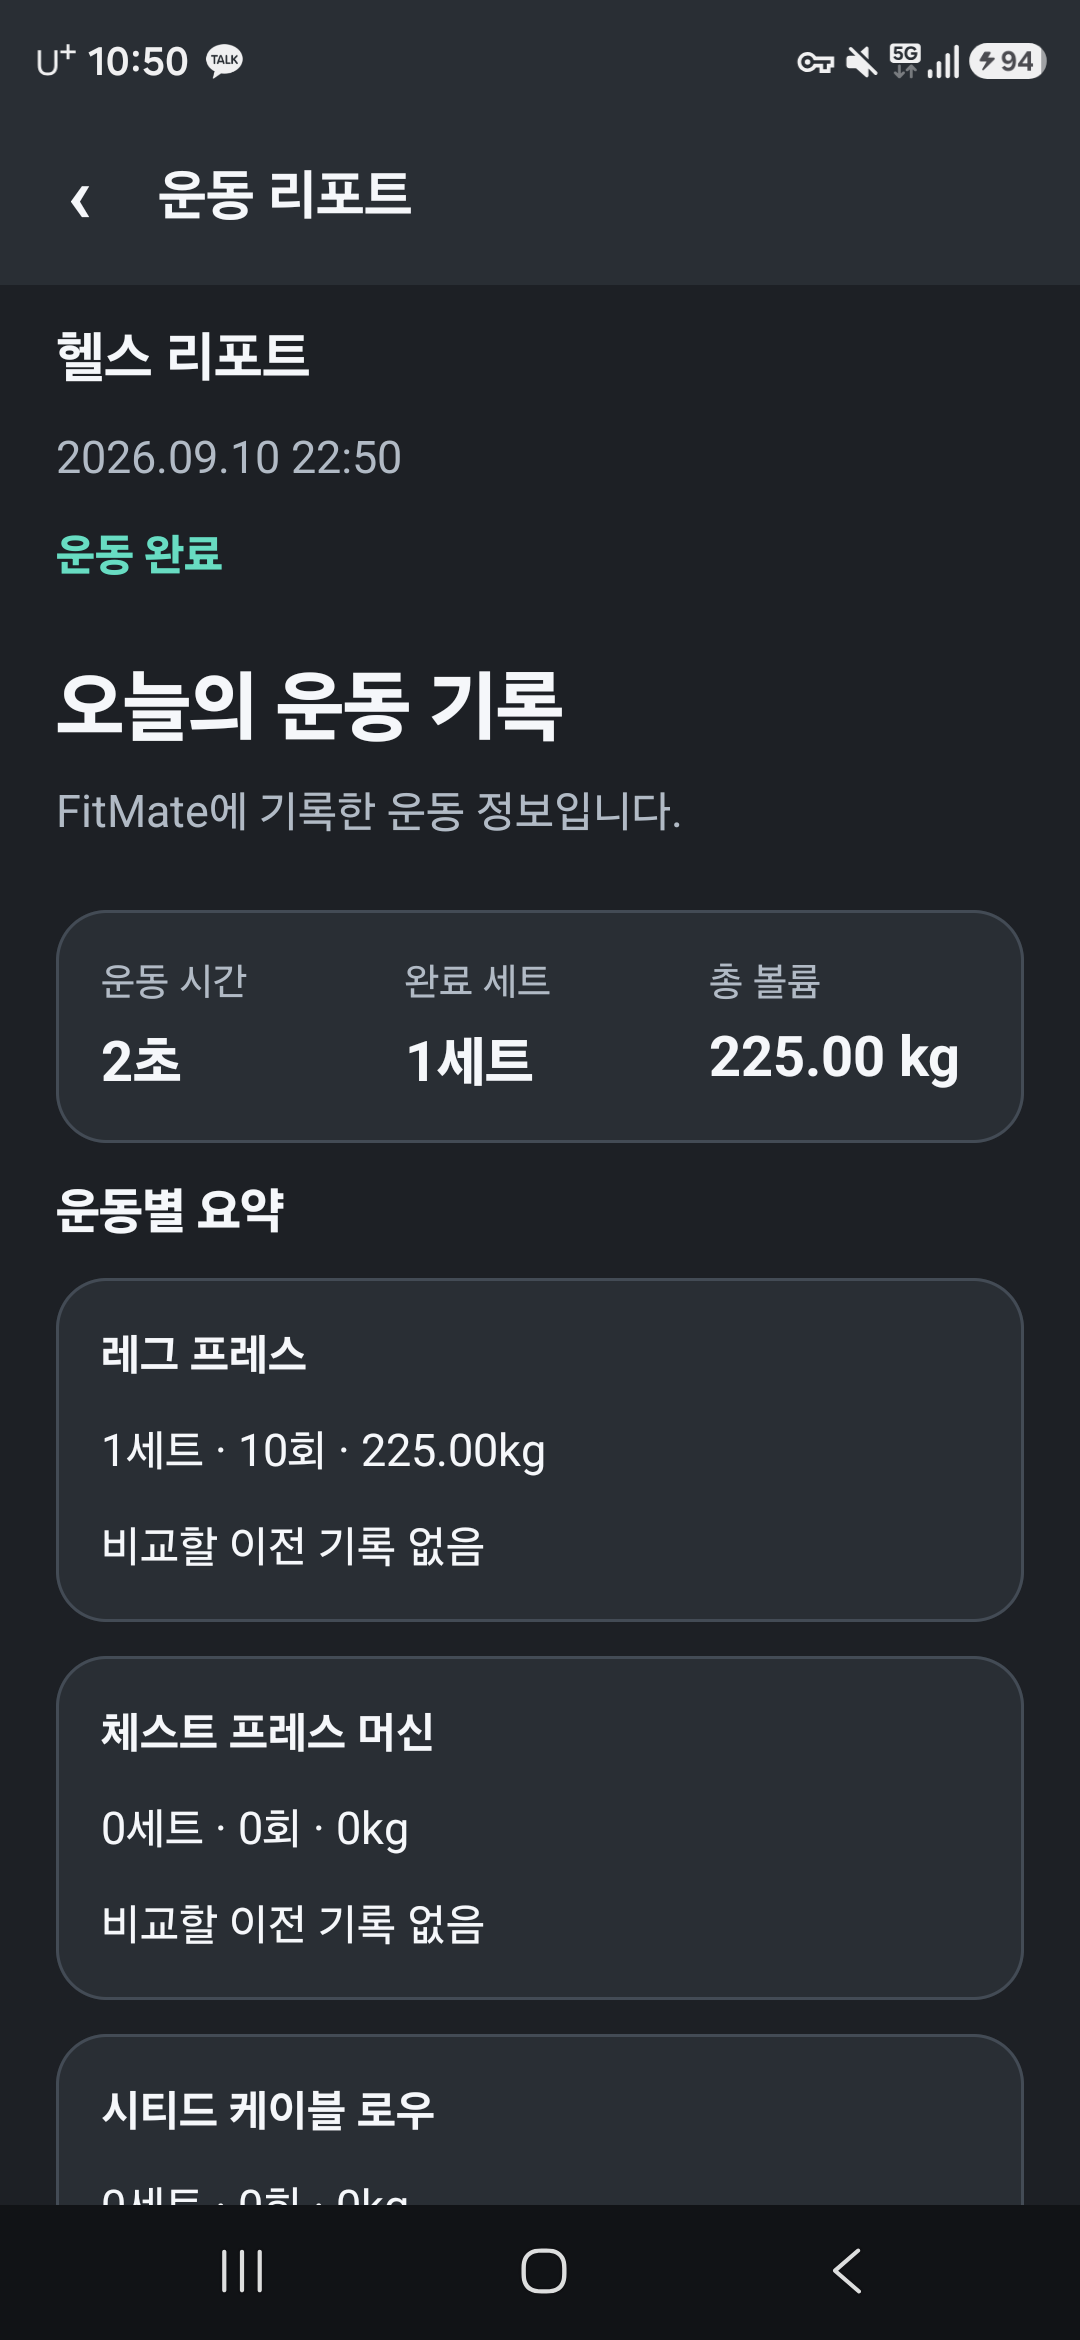 U+ 10:50 TALK 5G 94
운동 리포트
헬스 리포트
2026.09.10 22:50
운동 완료
오늘의 운동 기록
FitMate에 기록한 운동 정보입니다.
운동 시간 완료 세트 총 볼륨
2초 1세트 225.00 kg
운동별 요약
레그 프레스
1세트 · 10회 · 225.00kg
비교할 이전 기록 없음
체스트 프레스 머신
0세트 · 0회 · 0kg
비교할 이전 기록 없음
시티드 케이블 로우
0세트 · 0회 · 0kg